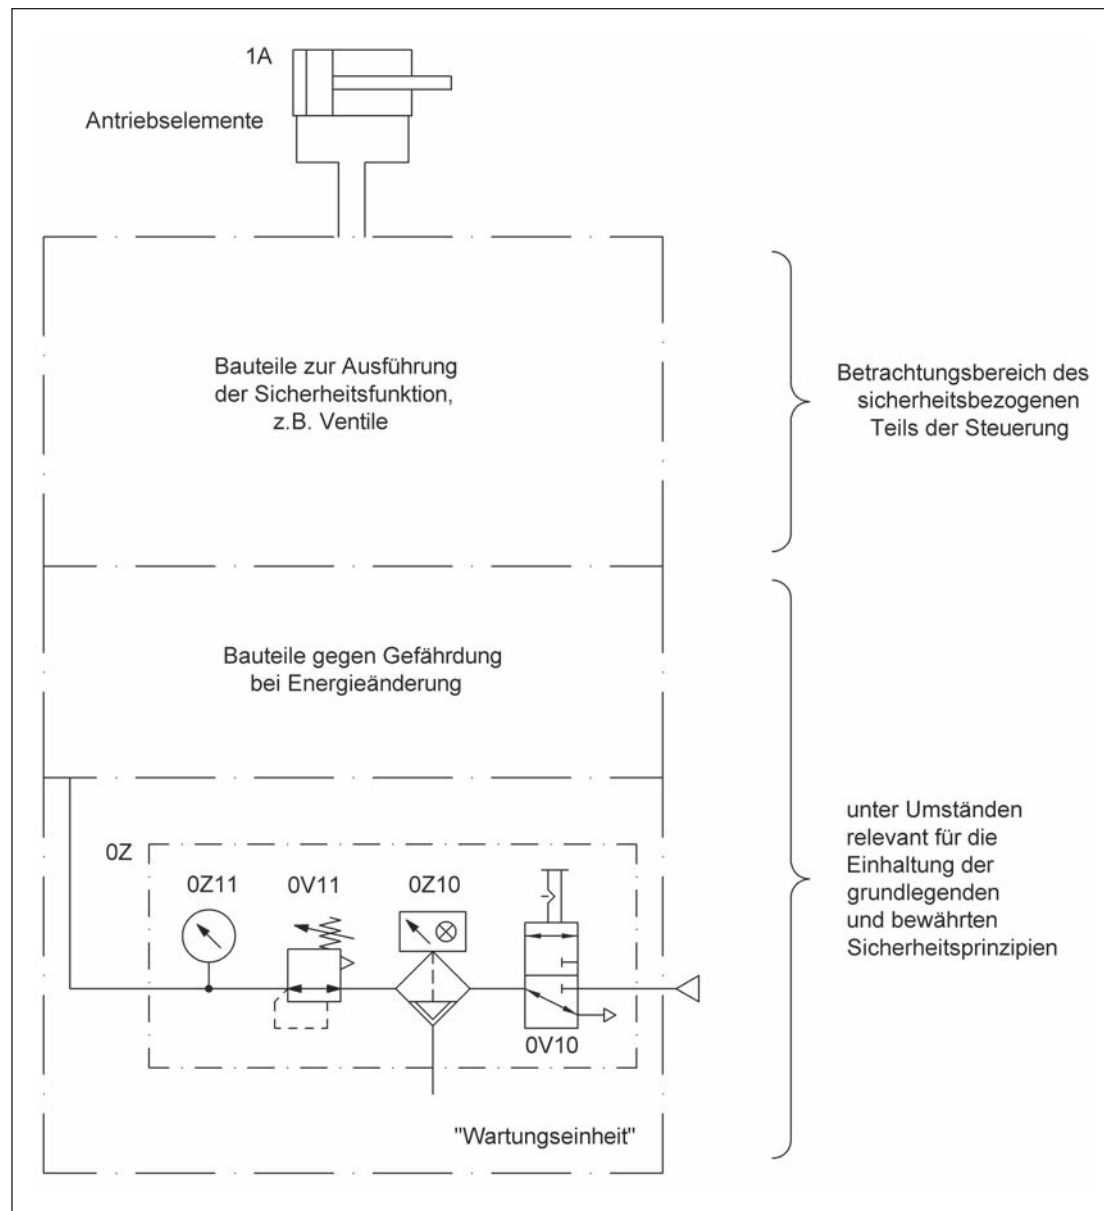 1A
Antriebselemente
Bauteile zur Ausführung
der Sicherheitsfunktion,
z.B. Ventile
Betrachtungsbereich des
sicherheitsbezogenen
Teils der Steuerung
Bauteile gegen Gefährdung
bei Energieänderung
unter Umständen
relevant für die
Einhaltung der
grundlegenden
und bewährten
Sicherheitsprinzipien
0Z
0Z11
0V11
0Z10
0V10
"Wartungseinheit"